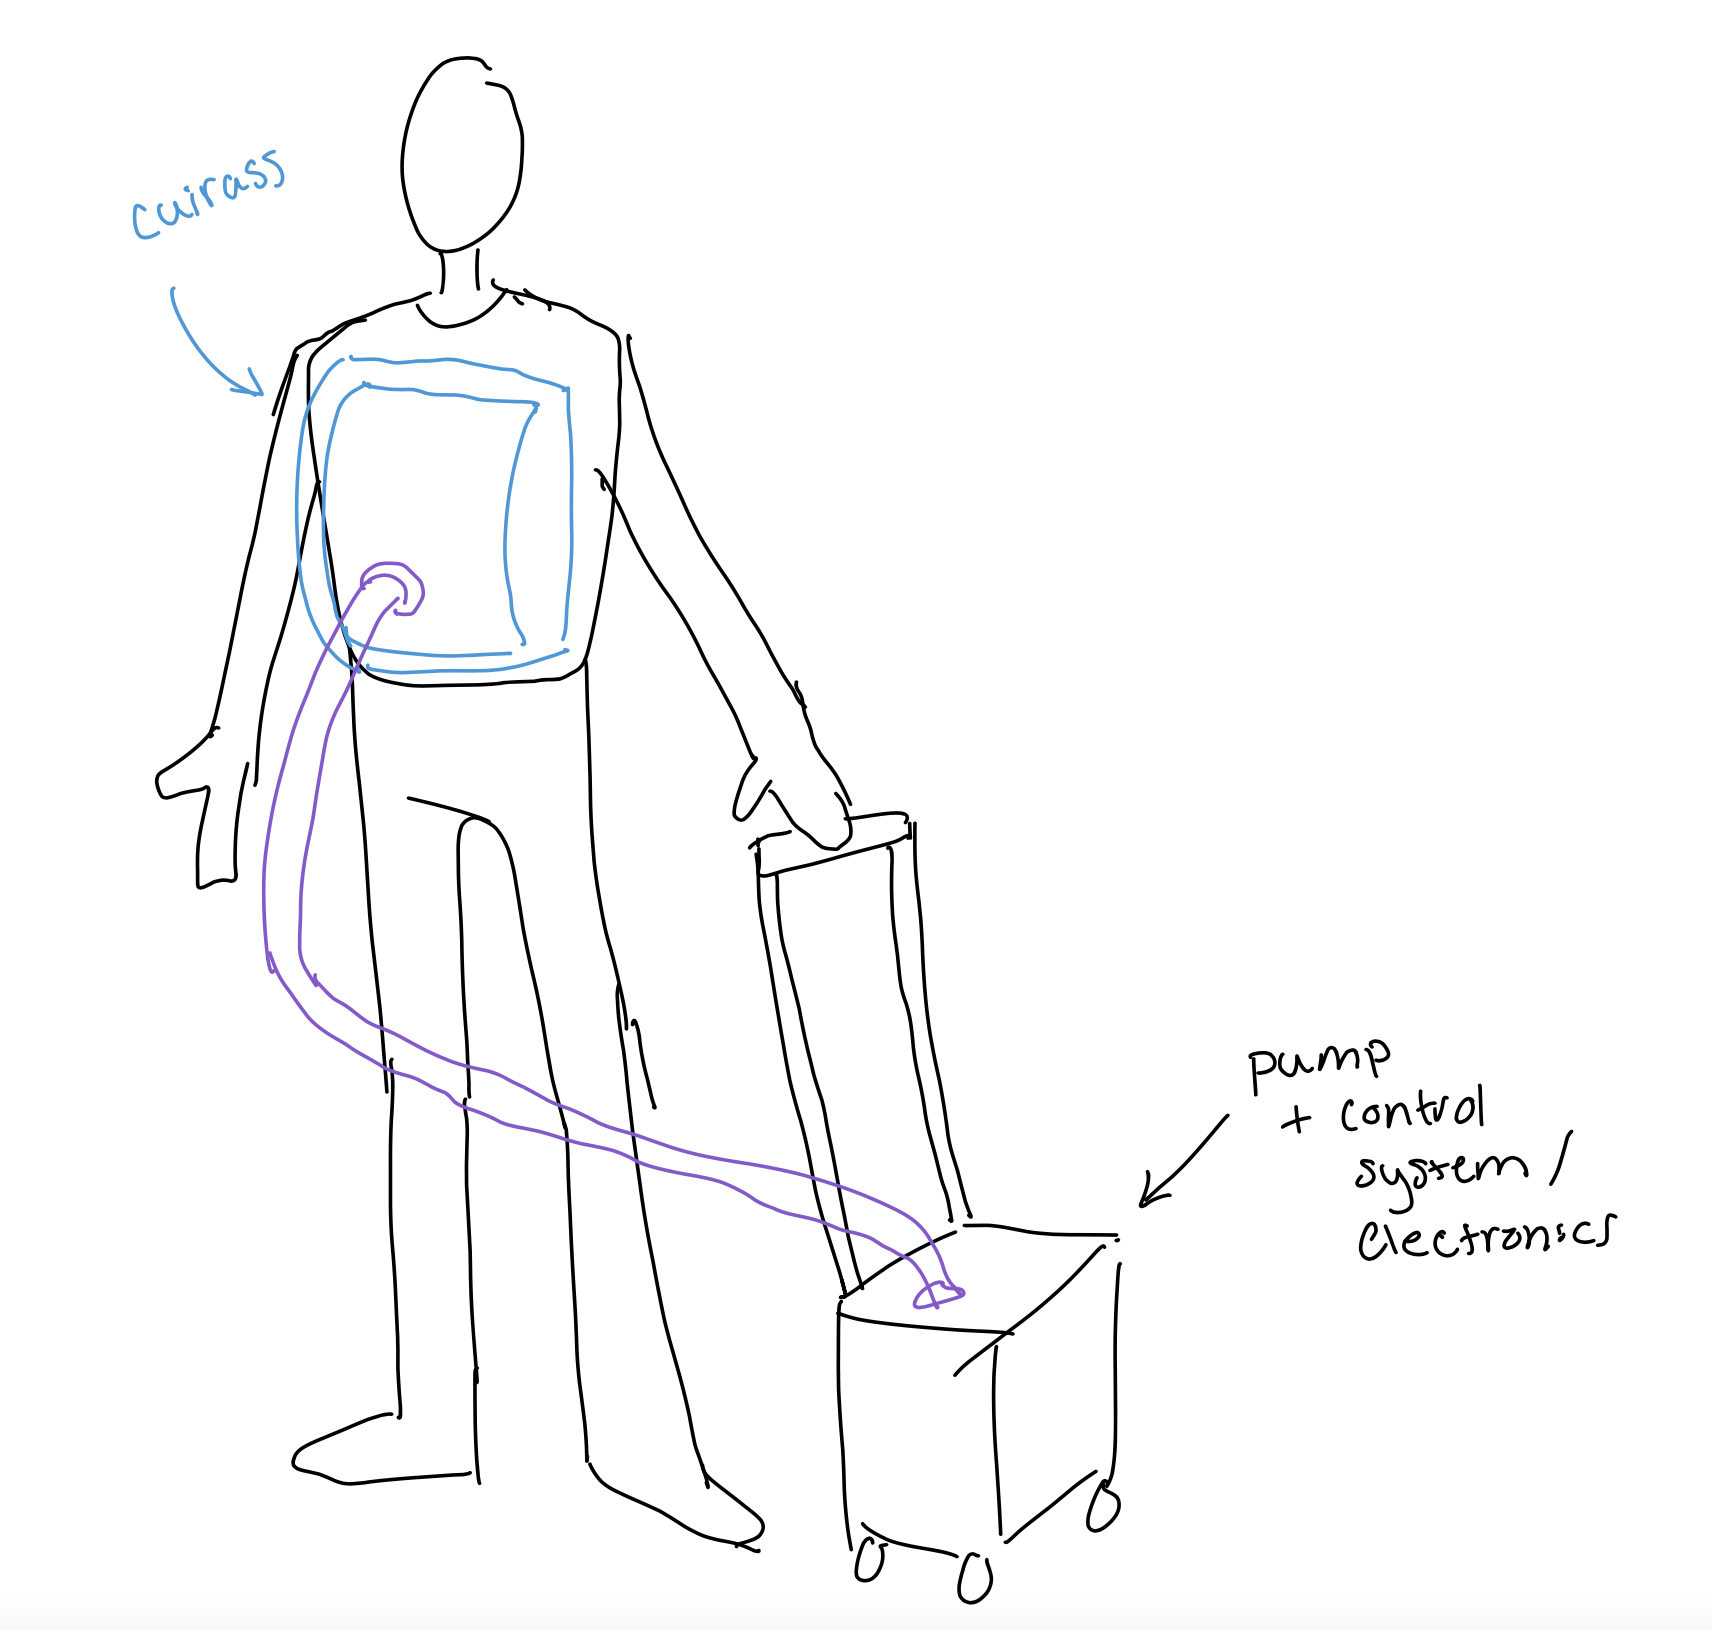 cuirass
pump
+ control
system /
electronics